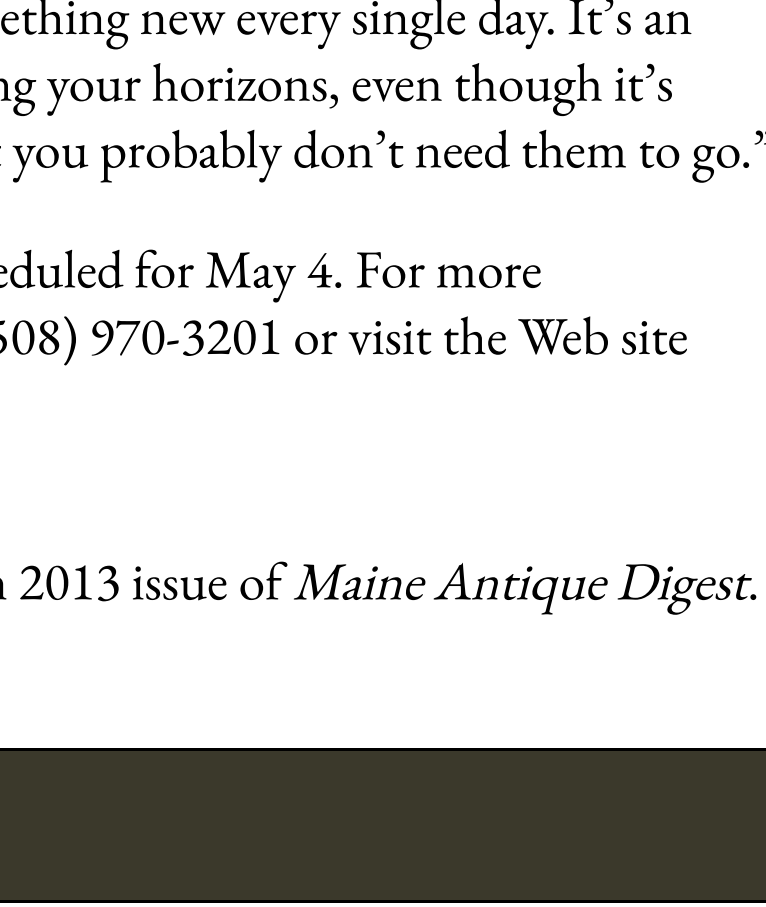 ething new every single day. It’s an
ng your horizons, even though it’s
you probably don’t need them to go.”
eduled for May 4. For more
508) 970-3201 or visit the Web site
2013 issue of Maine Antique Digest.